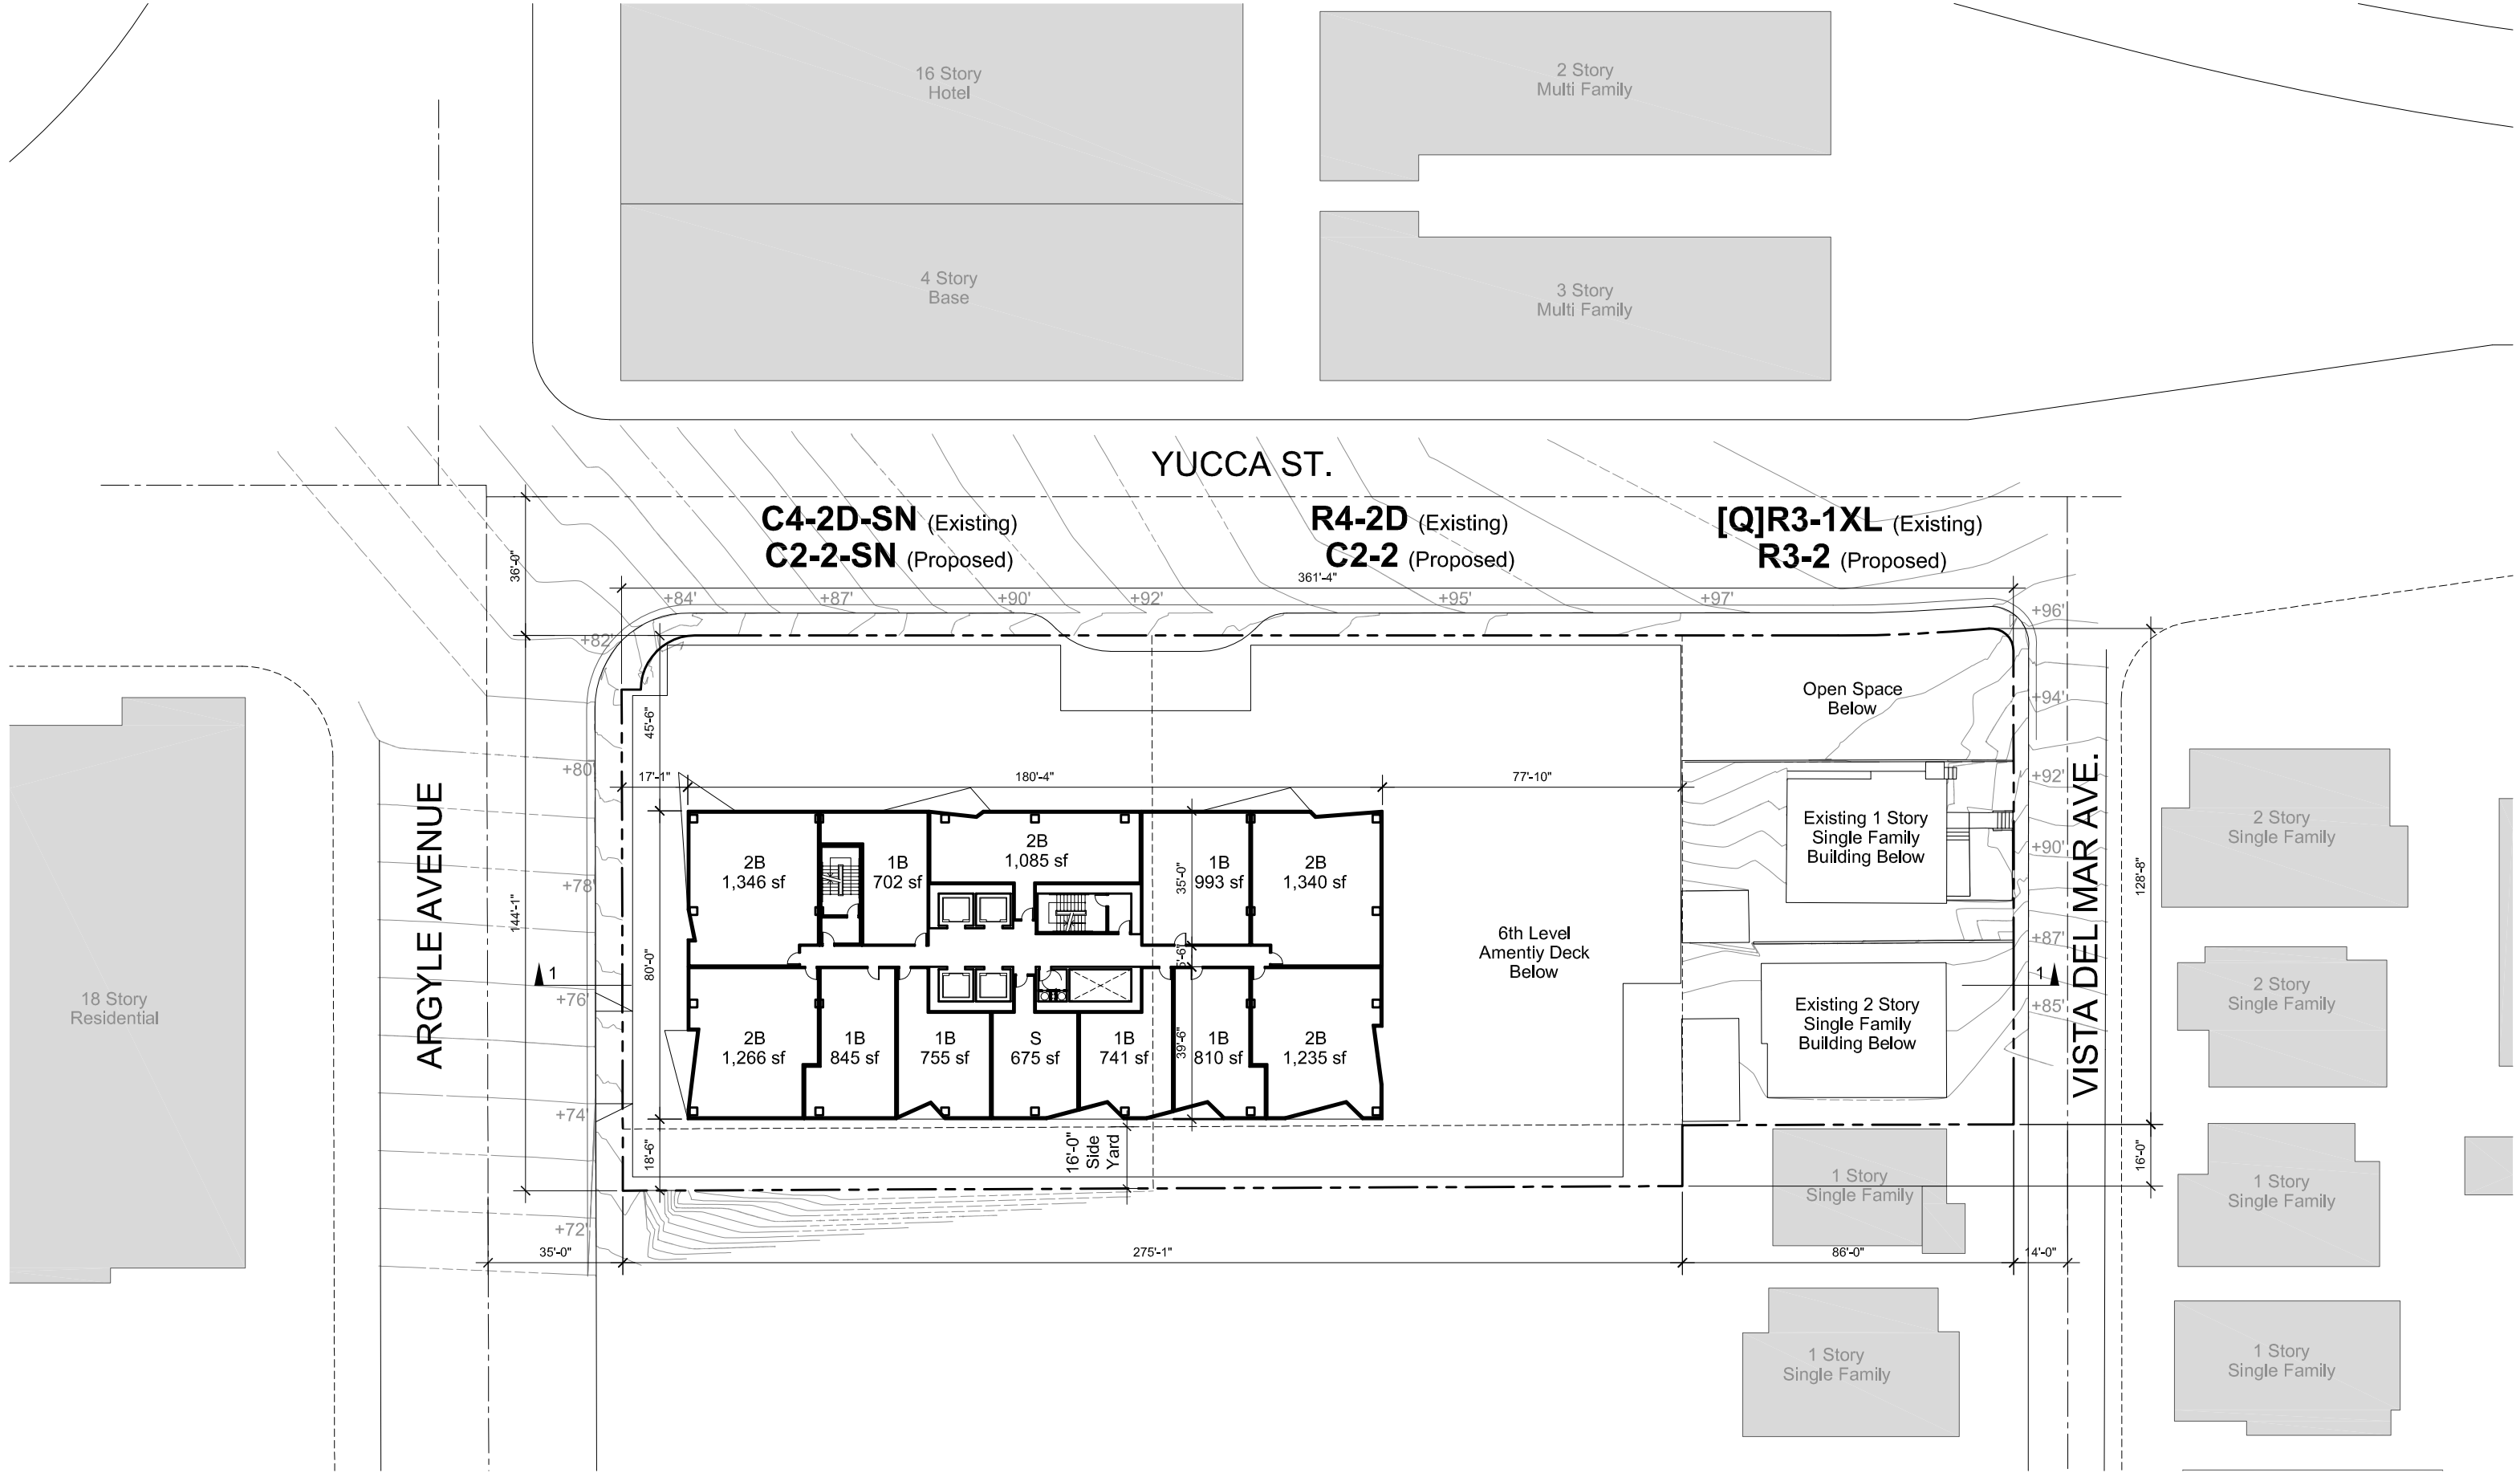 16 Story
Hotel
2 Story
Multi Family
4 Story
Base
3 Story
Multi Family
YUCCA ST.
C4-2D-SN (Existing)
C2-2-SN (Proposed)
R4-2D (Existing)
C2-2 (Proposed)
[Q]R3-1XL (Existing)
R3-2 (Proposed)
36'-0"
361'-4"
+84'
+87'
+90'
+92'
+95'
+97'
+96'
+82'
45'-6"
Open Space
Below
+94'
+80'
17'-1"
180'-4"
77'-10"
+92'
ARGYLE AVENUE
VISTA DEL MAR AVE.
2B
1,346 sf
1B
702 sf
2B
1,085 sf
1B
993 sf
2B
1,340 sf
35'-0"
Existing 1 Story
Single Family
Building Below
+90'
128'-8"
2 Story
Single Family
+78'
144'-1"
80'-0"
6th Level
Amentiy Deck
Below
+87'
1
+76'
18 Story
Residential
2B
1,266 sf
1B
845 sf
1B
755 sf
S
675 sf
1B
741 sf
39'-6"
1B
810 sf
2B
1,235 sf
Existing 2 Story
Single Family
Building Below
1
+85'
2 Story
Single Family
+74'
18'-6"
16'-0"
Side
Yard
16'-0"
1 Story
Single Family
1 Story
Single Family
+72'
35'-0"
275'-1"
86'-0"
14'-0"
1 Story
Single Family
1 Story
Single Family